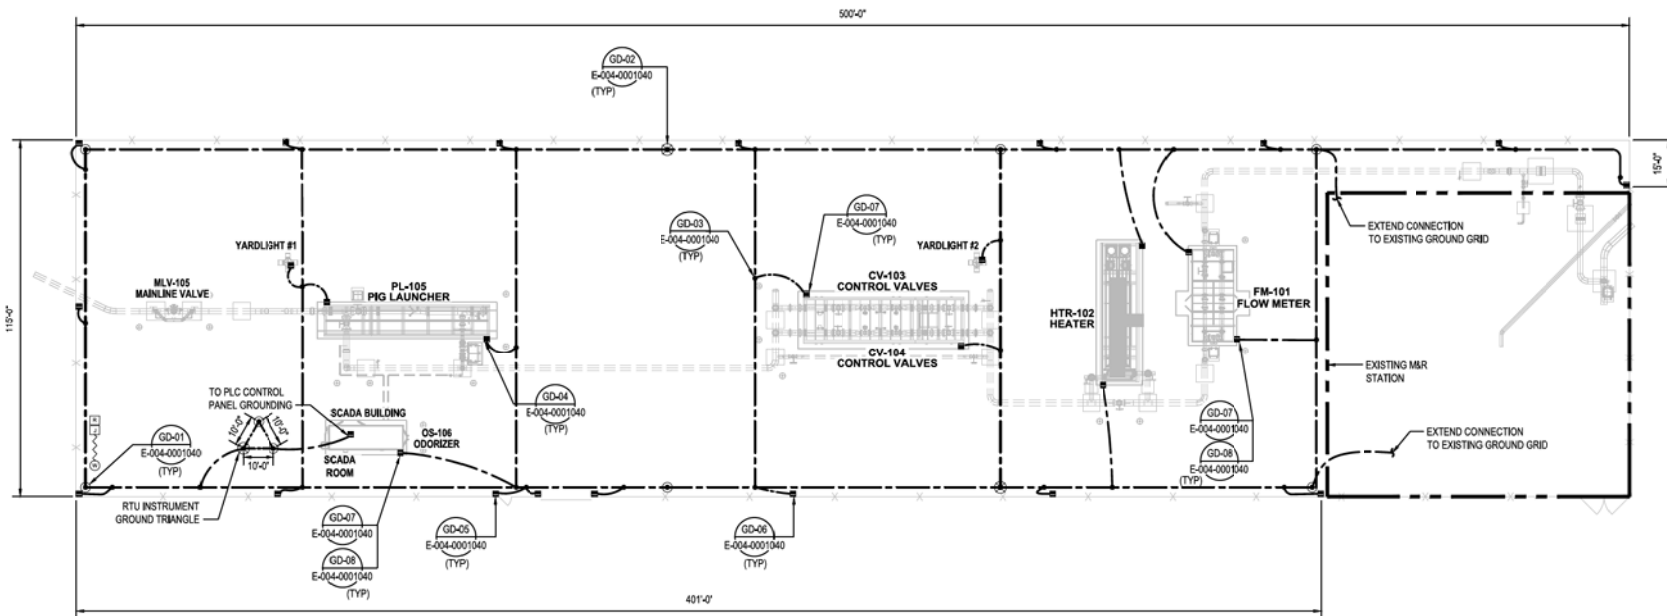 500'-0"
GD-02
E-004-0001040
(TYP)
115'-0"
15'-0"
GD-07
E-004-0001040
(TYP)
GD-03
E-004-0001040
(TYP)
EXTEND CONNECTION
TO EXISTING GROUND GRID
YARDLIGHT #1
YARDLIGHT #2
MLV-105
MAINLINE VALVE
PL-105
PIG LAUNCHER
CV-103
CONTROL VALVES
HTR-102
HEATER
FM-101
FLOW METER
CV-104
CONTROL VALVES
EXISTING M&R
STATION
TO PLC CONTROL
PANEL GROUNDING
GD-04
E-004-0001040
(TYP)
SCADA BUILDING
10'-0"
10'-0"
10'-0"
OS-106
ODORIZER
SCADA
ROOM
GD-01
E-004-0001040
(TYP)
R
J
W
GD-07
E-004-0001040
GD-08
E-004-0001040
(TYP)
EXTEND CONNECTION
TO EXISTING GROUND GRID
RTU INSTRUMENT
GROUND TRIANGLE
GD-07
E-004-0001040
GD-08
E-004-0001040
(TYP)
GD-05
E-004-0001040
(TYP)
GD-06
E-004-0001040
(TYP)
401'-0'